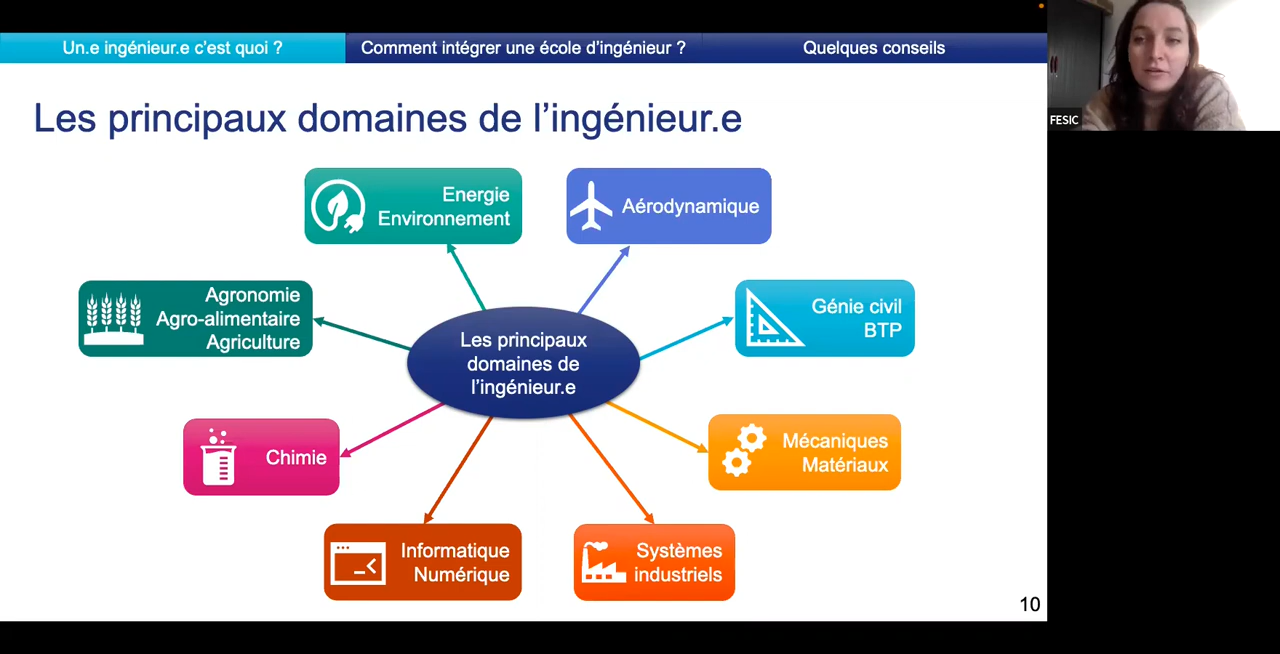 Un.e ingénieur.e c'est quoi ?
Comment intégrer une école d'ingénieur ?
Quelques conseils
FESIC
Les principaux domaines de l'ingénieur.e
Energie
Environnement
Aérodynamique
Agronomie
Agro-alimentaire
Agriculture
Génie civil
BTP
Les principaux
domaines de
l'ingénieur.e
Chimie
Mécaniques
Matériaux
Informatique
Numérique
Systèmes
industriels
10